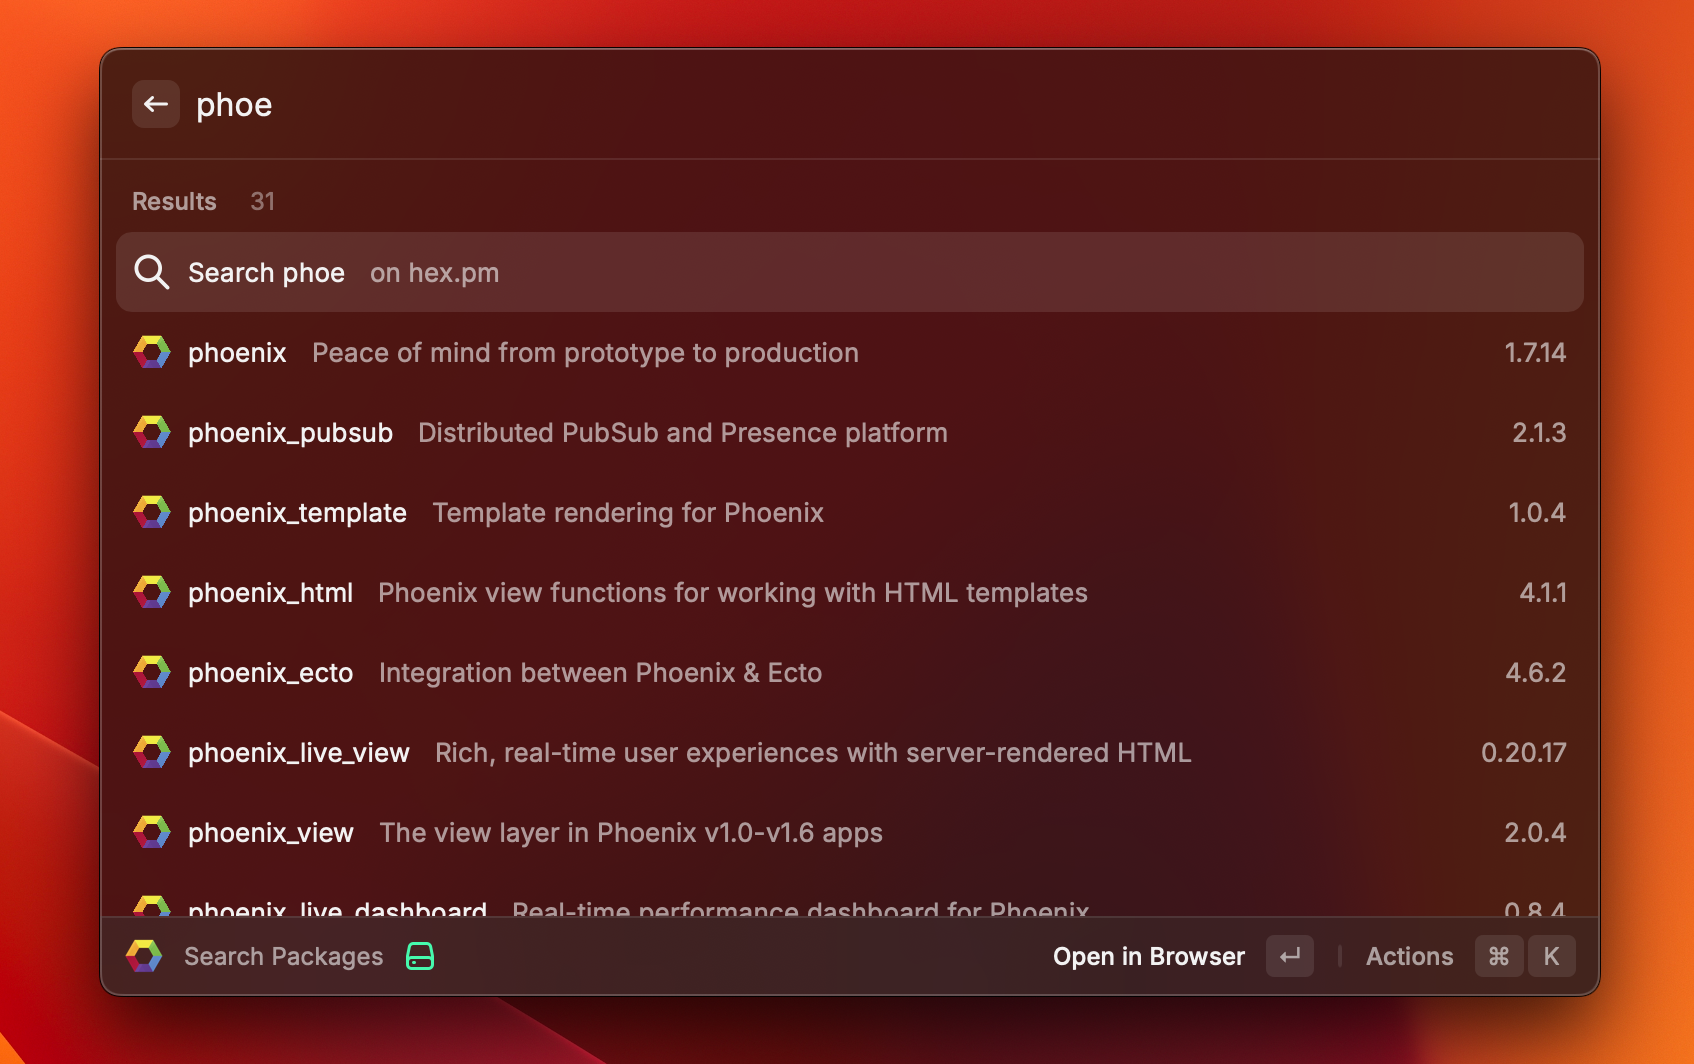 phoe
Results 31
Search phoe on hex.pm
phoenix Peace of mind from prototype to production 1.7.14
phoenix_pubsub Distributed PubSub and Presence platform 2.1.3
phoenix_template Template rendering for Phoenix 1.0.4
phoenix_html Phoenix view functions for working with HTML templates 4.1.1
phoenix_ecto Integration between Phoenix & Ecto 4.6.2
phoenix_live_view Rich, real-time user experiences with server-rendered HTML 0.20.17
phoenix_view The view layer in Phoenix v1.0-v1.6 apps 2.0.4
phoenix_live_dashboard Real-time performance dashboard for Phoenix 0.8.4
Search Packages Open in Browser ↵ Actions ⌘ K